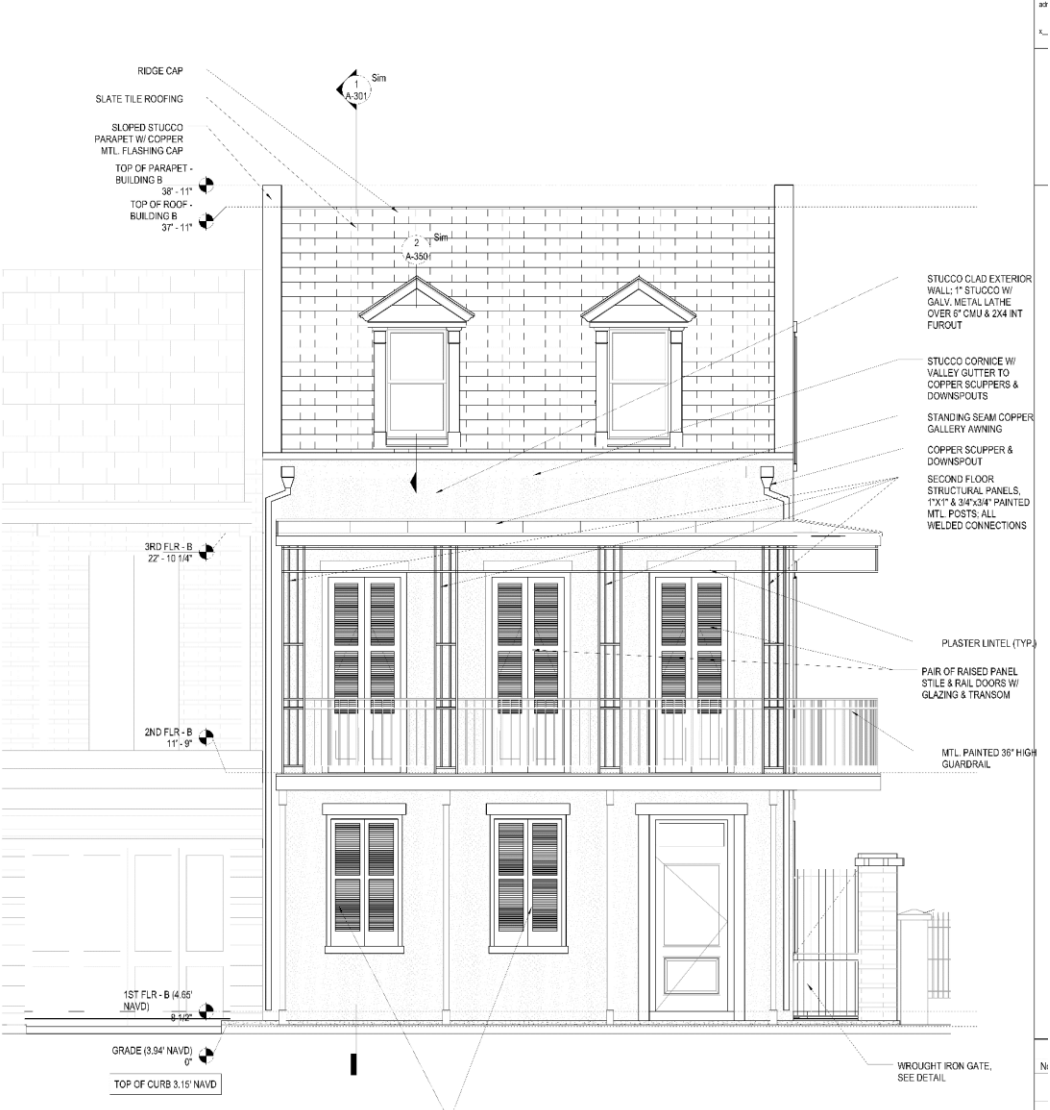 adr
x
RIDGE CAP
SLATE TILE ROOFING
SLOPED STUCCO
PARAPET W/ COPPER
MTL. FLASHING CAP
TOP OF PARAPET -
BUILDING B
38' - 11"
TOP OF ROOF -
BUILDING B
37' - 11"
1
A-301
Sim
2
A-350
Sim
STUCCO CLAD EXTERIOR
WALL; 1" STUCCO W/
GALV. METAL LATHE
OVER 6" CMU & 2X4 INT
FUROUT
STUCCO CORNICE W/
VALLEY GUTTER TO
COPPER SCUPPERS &
DOWNSPOUTS
STANDING SEAM COPPER
GALLERY AWNING
COPPER SCUPPER &
DOWNSPOUT
SECOND FLOOR
STRUCTURAL PANELS,
1"X1" & 3/4"x3/4" PAINTED
MTL. POSTS; ALL
WELDED CONNECTIONS
3RD FLR - B
22' - 10 1/4"
PLASTER LINTEL (TYP.)
PAIR OF RAISED PANEL
STILE & RAIL DOORS W/
GLAZING & TRANSOM
2ND FLR - B
11' - 9"
MTL. PAINTED 36" HIGH
GUARDRAIL
1ST FLR - B (4.65'
NAVD)
8 1/2"
GRADE (3.94' NAVD)
0"
TOP OF CURB 3.15' NAVD
WROUGHT IRON GATE,
SEE DETAIL
No